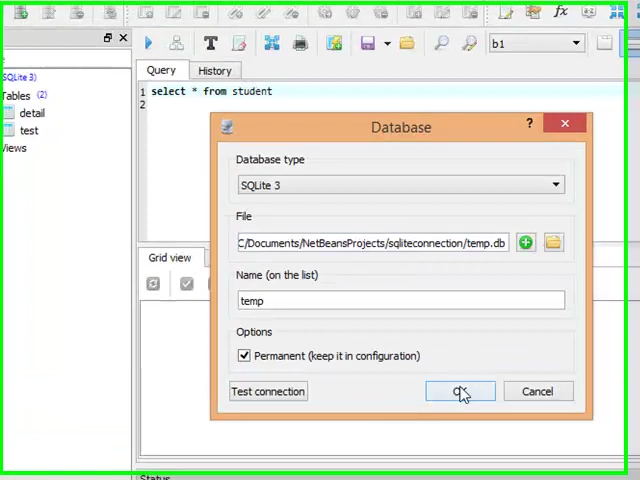 fx
b1
SQLite 3)
Tables (2)
detail
test
Views
Query
History
1 select * from student
2
Database
?
Database type
SQLite 3
File
C/Documents/NetBeansProjects/sqliteconnection/temp.db
Name (on the list)
temp
Options
Permanent (keep it in configuration)
Test connection
Cancel
Grid view
Status